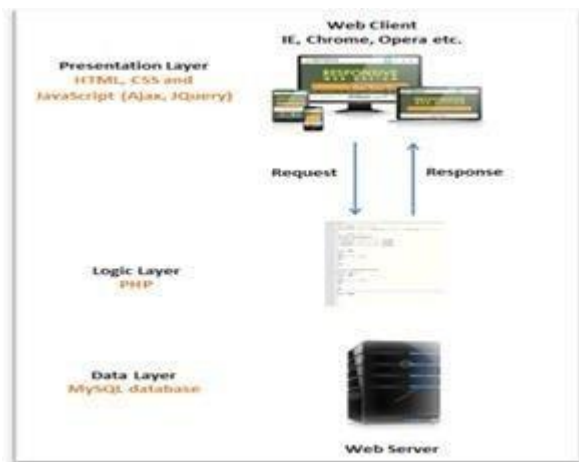 Web Client
IE, Chrome, Opera etc.
Presentation Layer
HTML, CSS and
JavaScript (Ajax, JQuery)
RESPONSIVE
Request
Response
Logic Layer
PHP
Data Layer
MySQL database
Web Server